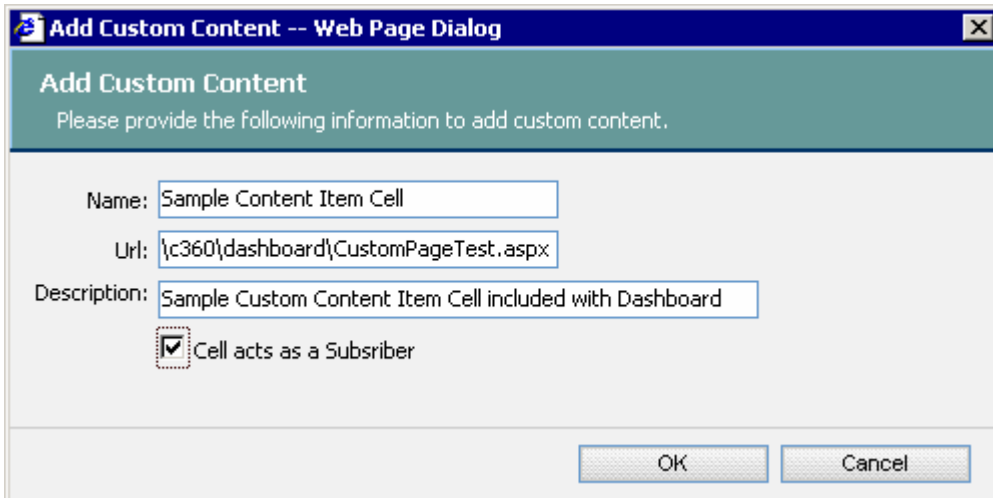 Add Custom Content -- Web Page Dialog
Add Custom Content
Please provide the following information to add custom content.
Name: Sample Content Item Cell
Url: \c360\dashboard\CustomPageTest.aspx
Description: Sample Custom Content Item Cell included with Dashboard
Cell acts as a Subsriber
OK Cancel